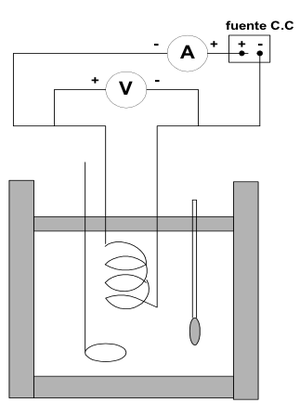 fuente C.C
- A + + -
+ V -